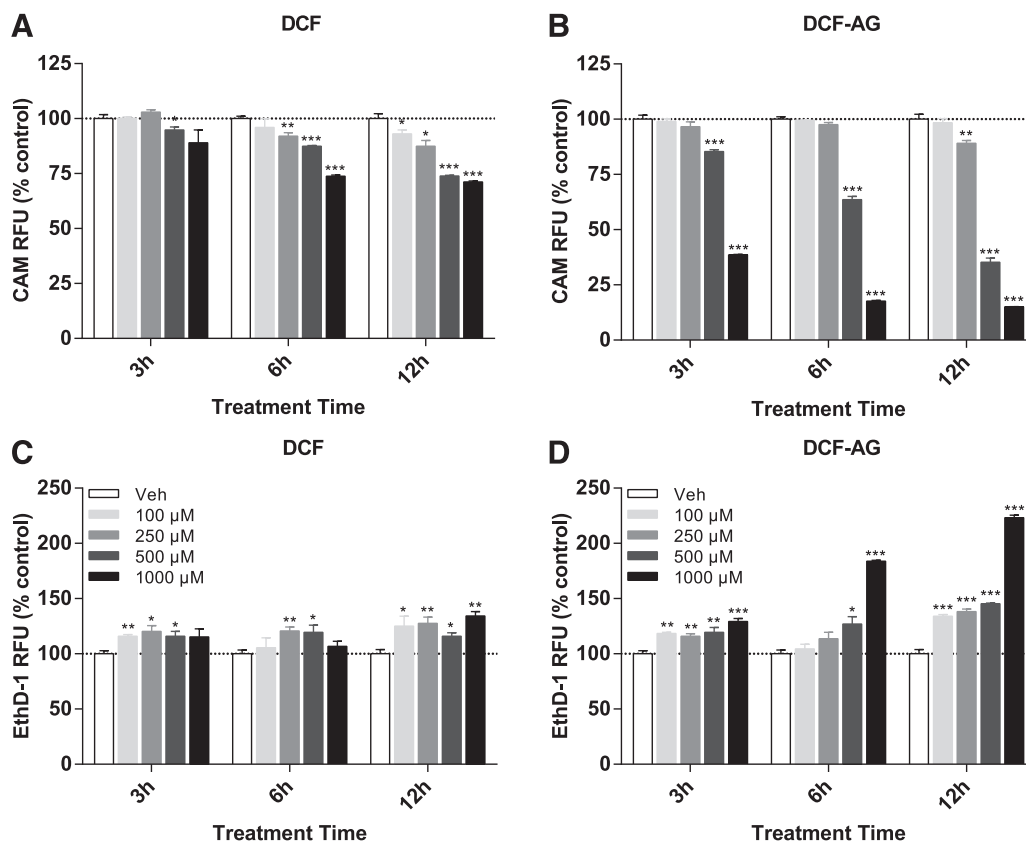 A
DCF
CAM RFU (% control)
125
100
75
50
25
0
*
** ***
***
* *
*** ***
3h 6h 12h
Treatment Time
B
DCF-AG
CAM RFU (% control)
125
100
75
50
25
0
***
***
***
***
**
***
***
3h 6h 12h
Treatment Time
C
DCF
EthD-1 RFU (% control)
250
200
150
100
50
0
Veh
100 µM
250 µM
500 µM
1000 µM
** * *
** *
* ** * **
3h 6h 12h
Treatment Time
D
DCF-AG
EthD-1 RFU (% control)
250
200
150
100
50
0
Veh
100 µM
250 µM
500 µM
1000 µM
** ** ** ***
* ***
*** *** *** ***
3h 6h 12h
Treatment Time